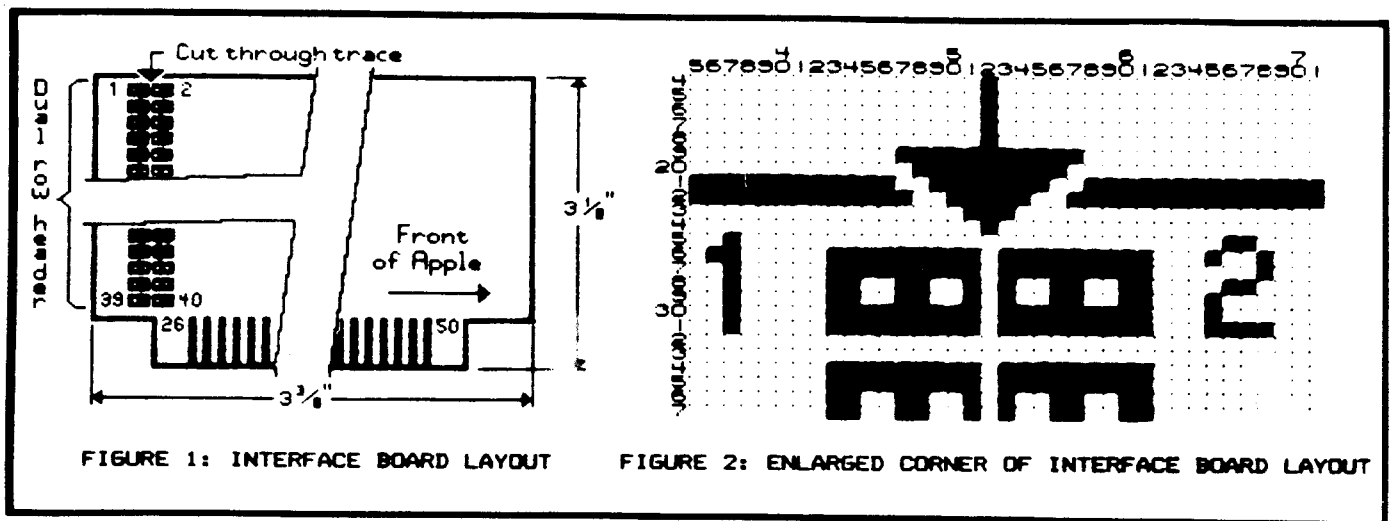 Cut through trace
1 2
Dual row header
39 40
26 50
Front
of Apple
3 1/8"
3 3/8"
FIGURE 1: INTERFACE BOARD LAYOUT
4 5 6 7
5678901234567890123456789012345678901
2
3
1 2
FIGURE 2: ENLARGED CORNER OF INTERFACE BOARD LAYOUT